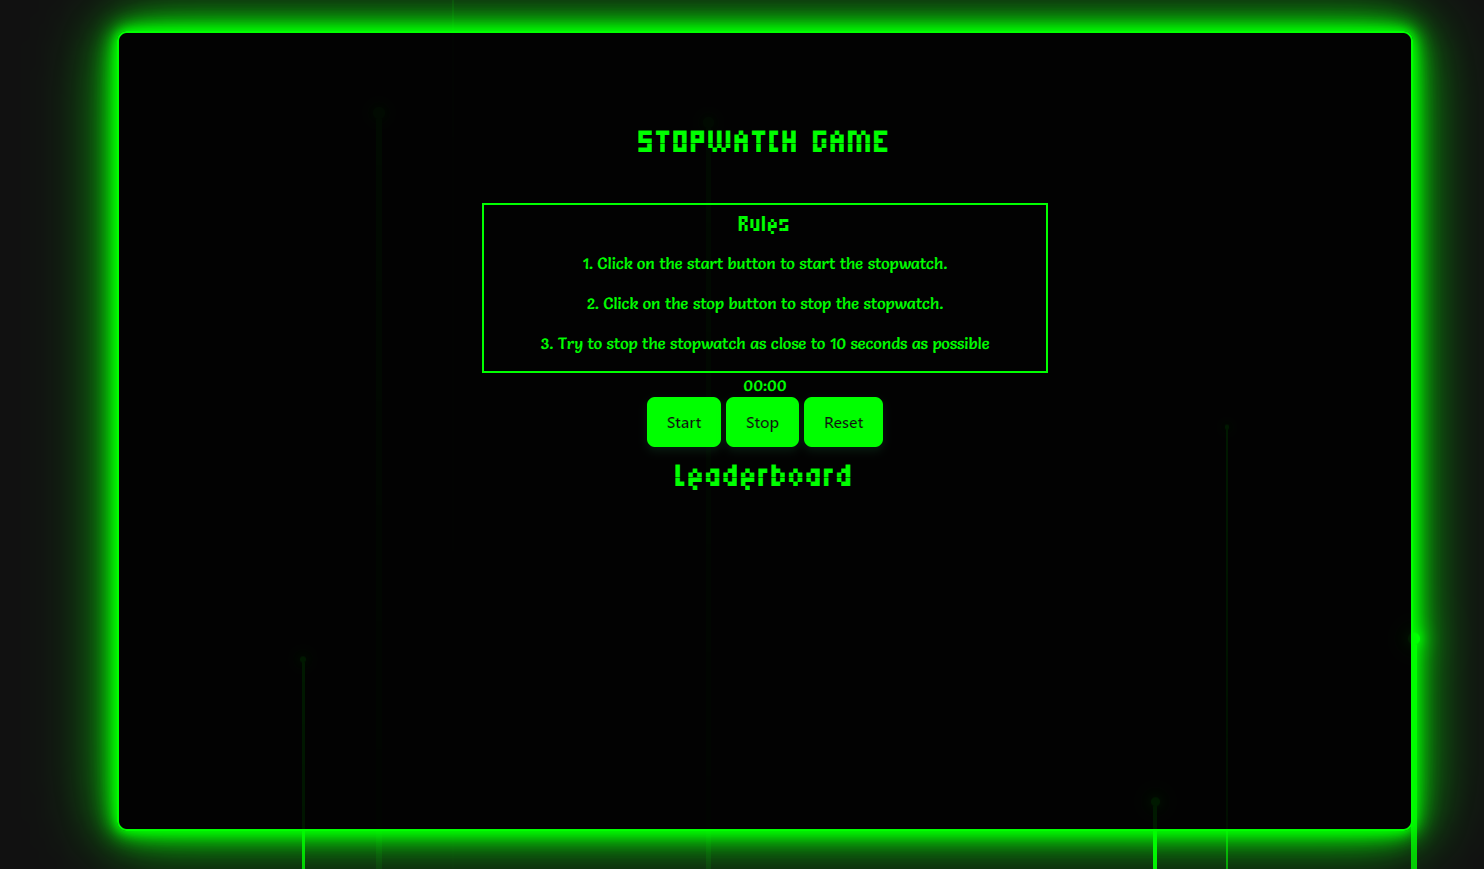 STOPWATCH GAME
Rules
1. Click on the start button to start the stopwatch.
2. Click on the stop button to stop the stopwatch.
3. Try to stop the stopwatch as close to 10 seconds as possible
00:00
Start Stop Reset
Leaderboard